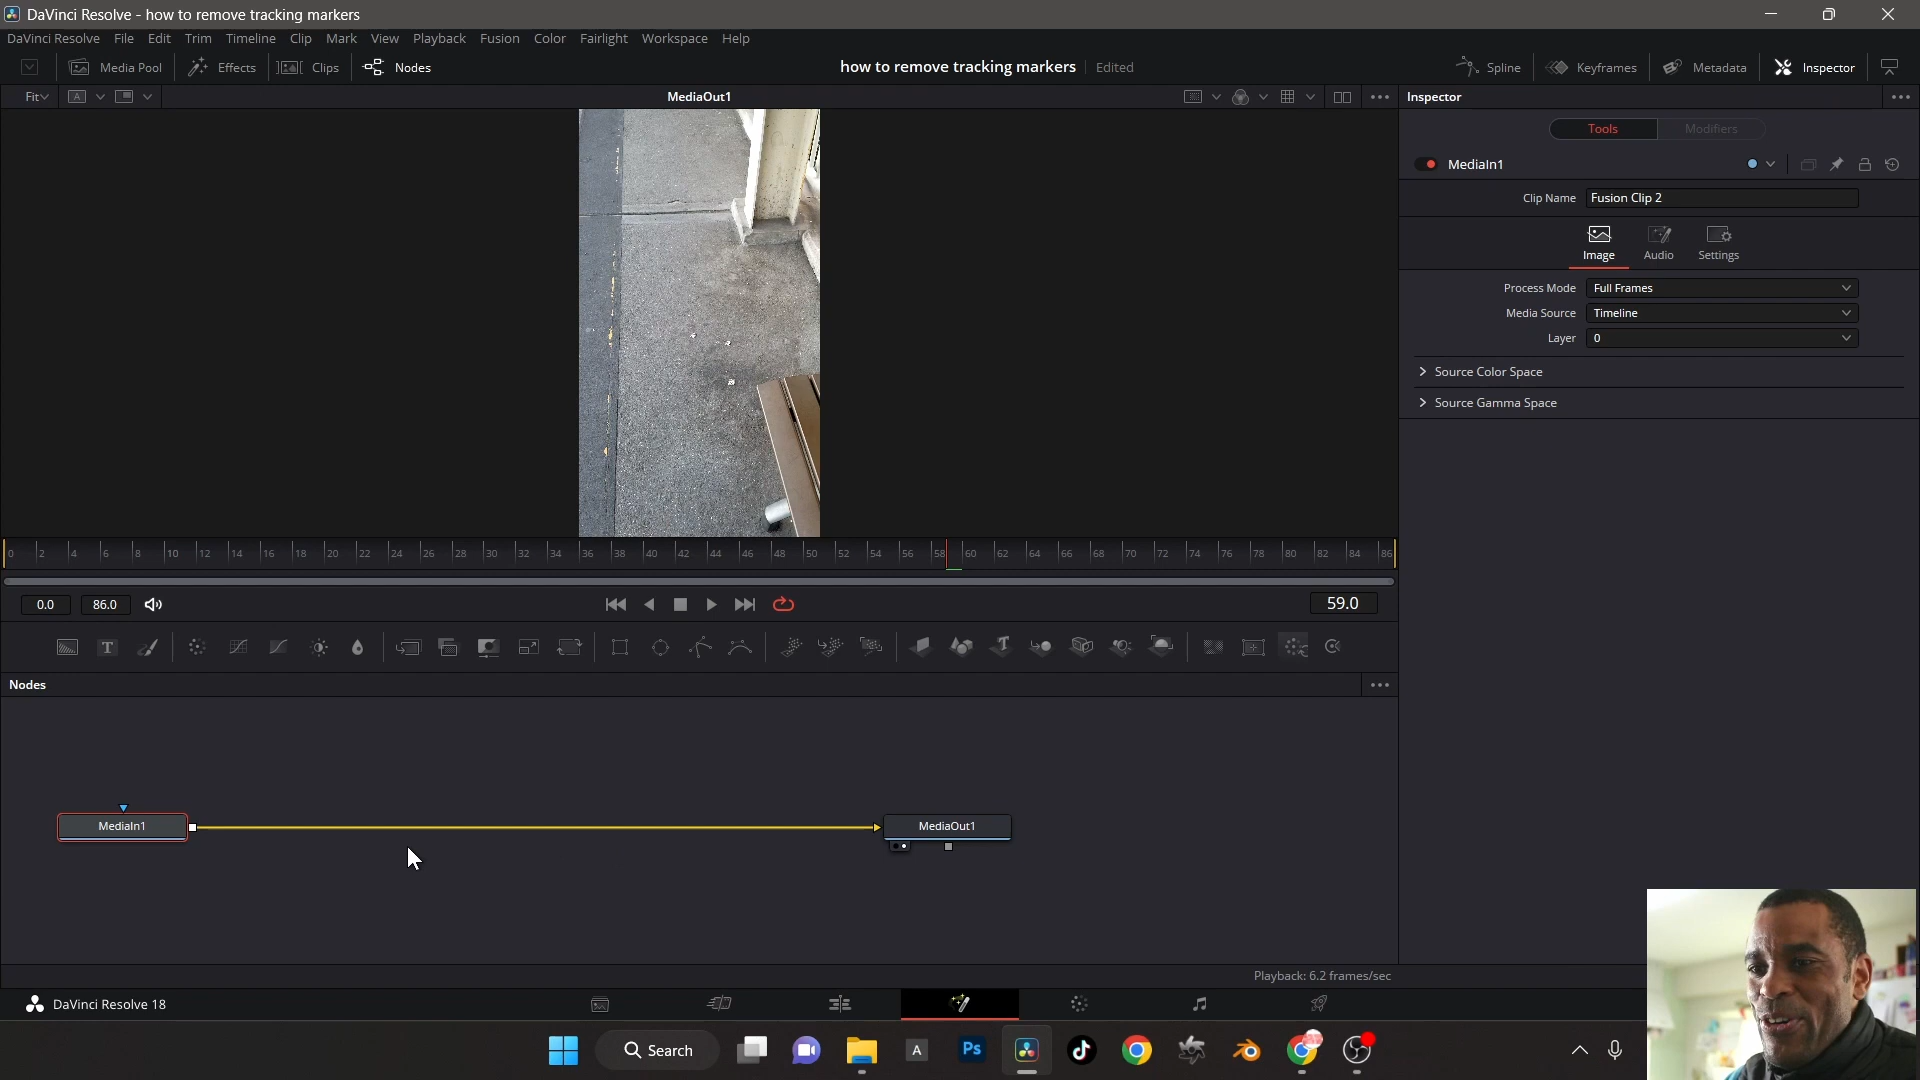 DaVinci Resolve - how to remove tracking markers
DaVinci Resolve File Edit Trim Timeline Clip Mark View Playback Fusion Color Fairlight Workspace Help
Media Pool Effects Clips Nodes how to remove tracking markers Edited Spline Keyframes Metadata Inspector
Fit A MediaOut1 Inspector
Tools Modifiers
MediaIn1
Clip Name Fusion Clip 2
Image Audio Settings
Process Mode Full Frames
Media Source Timeline
Layer 0
Source Color Space
Source Gamma Space
0 2 4 6 8 10 12 14 16 18 20 22 24 26 28 30 32 34 36 38 40 42 44 46 48 50 52 54 56 58 60 62 64 66 68 70 72 74 76 78 80 82 84 86
0.0 86.0 59.0
T T
Nodes
MediaIn1 MediaOut1
Playback: 6.2 frames/sec
DaVinci Resolve 18
Search A Ps